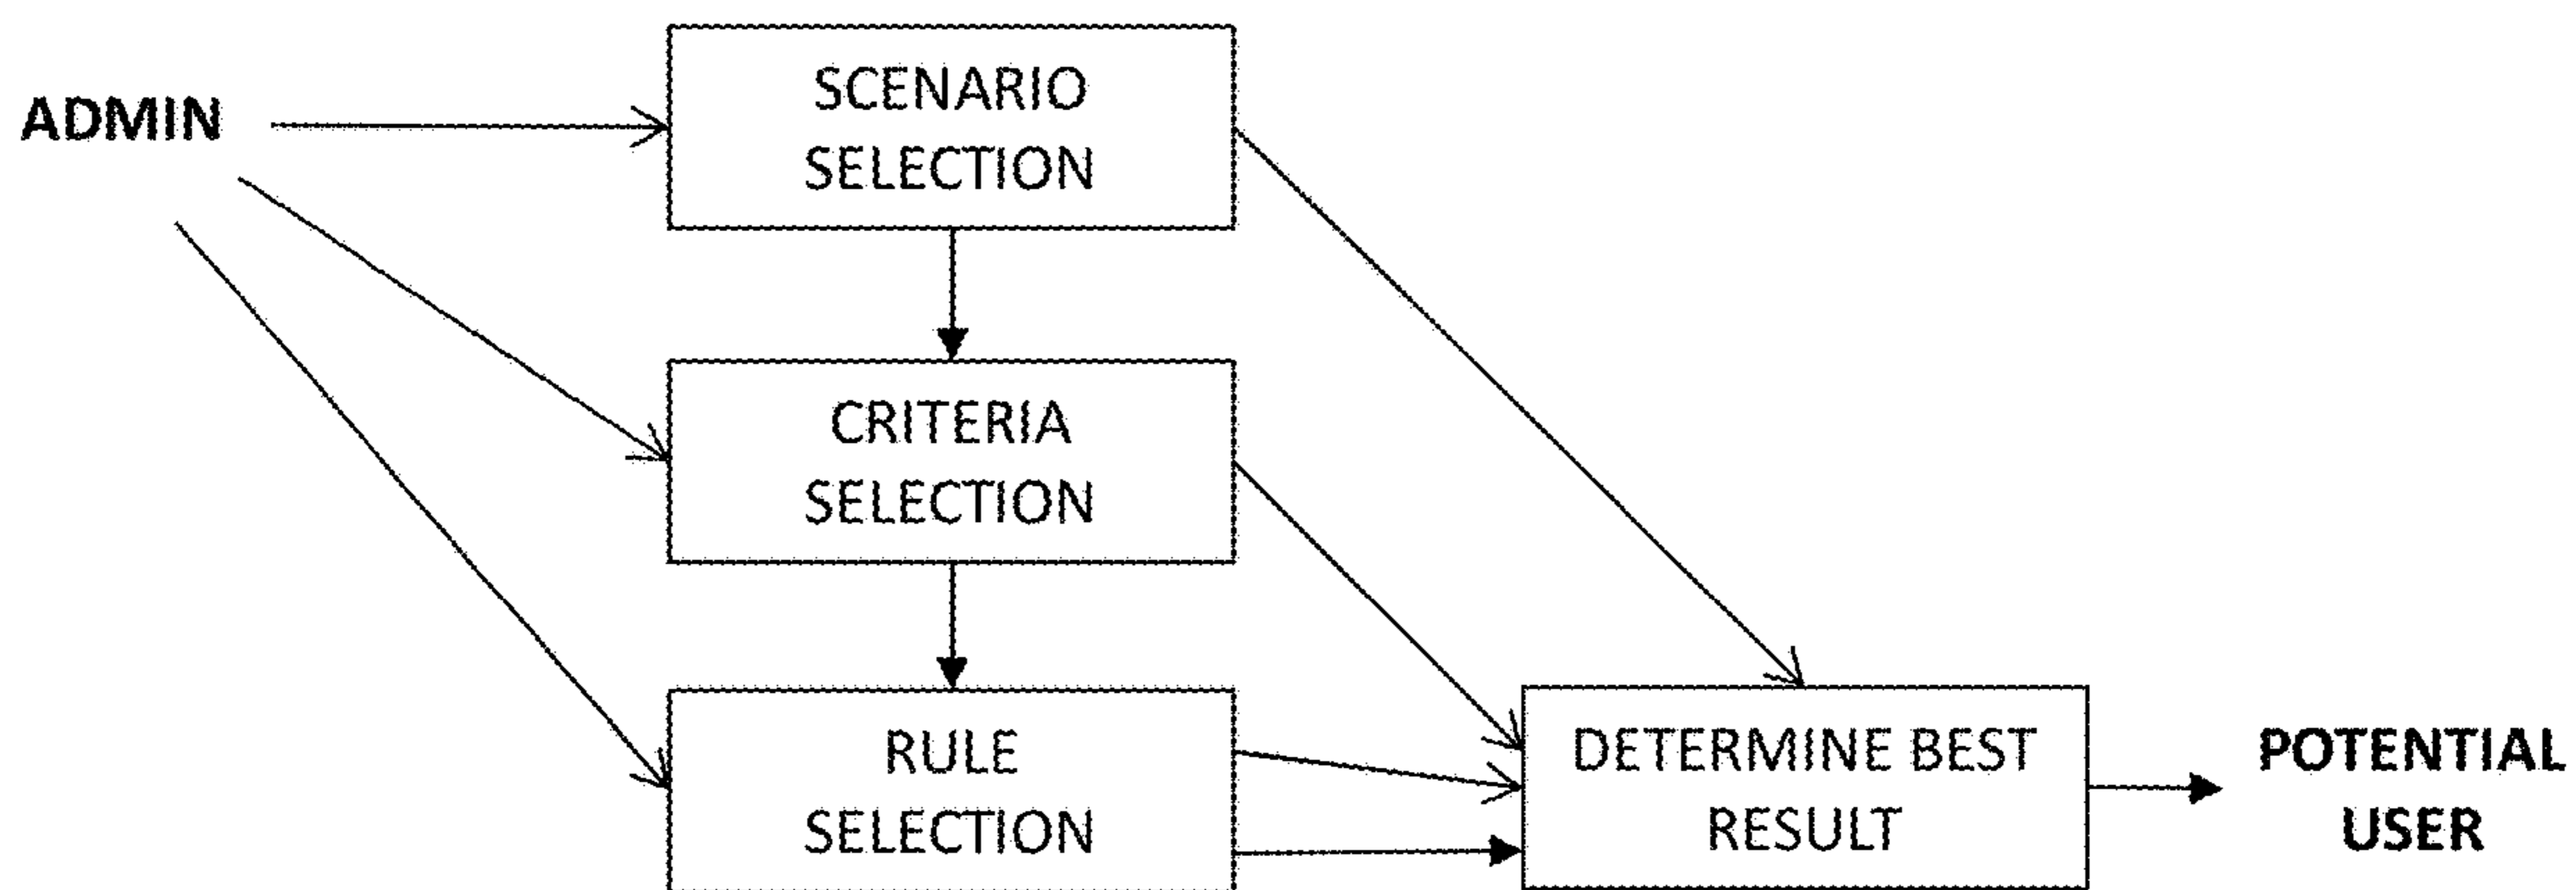 ADMIN
SCENARIO
SELECTION
CRITERIA
SELECTION
RULE
SELECTION
DETERMINE BEST
RESULT
POTENTIAL
USER